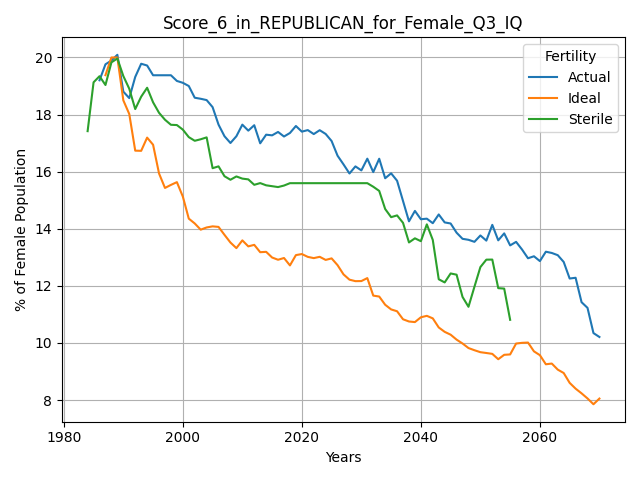 Score_6_in_REPUBLICAN_for_Female_Q3_IQ
% of Female Population
20
18
16
14
12
10
8
Fertility
Actual
Ideal
Sterile
1980
2000
2020
2040
2060
Years